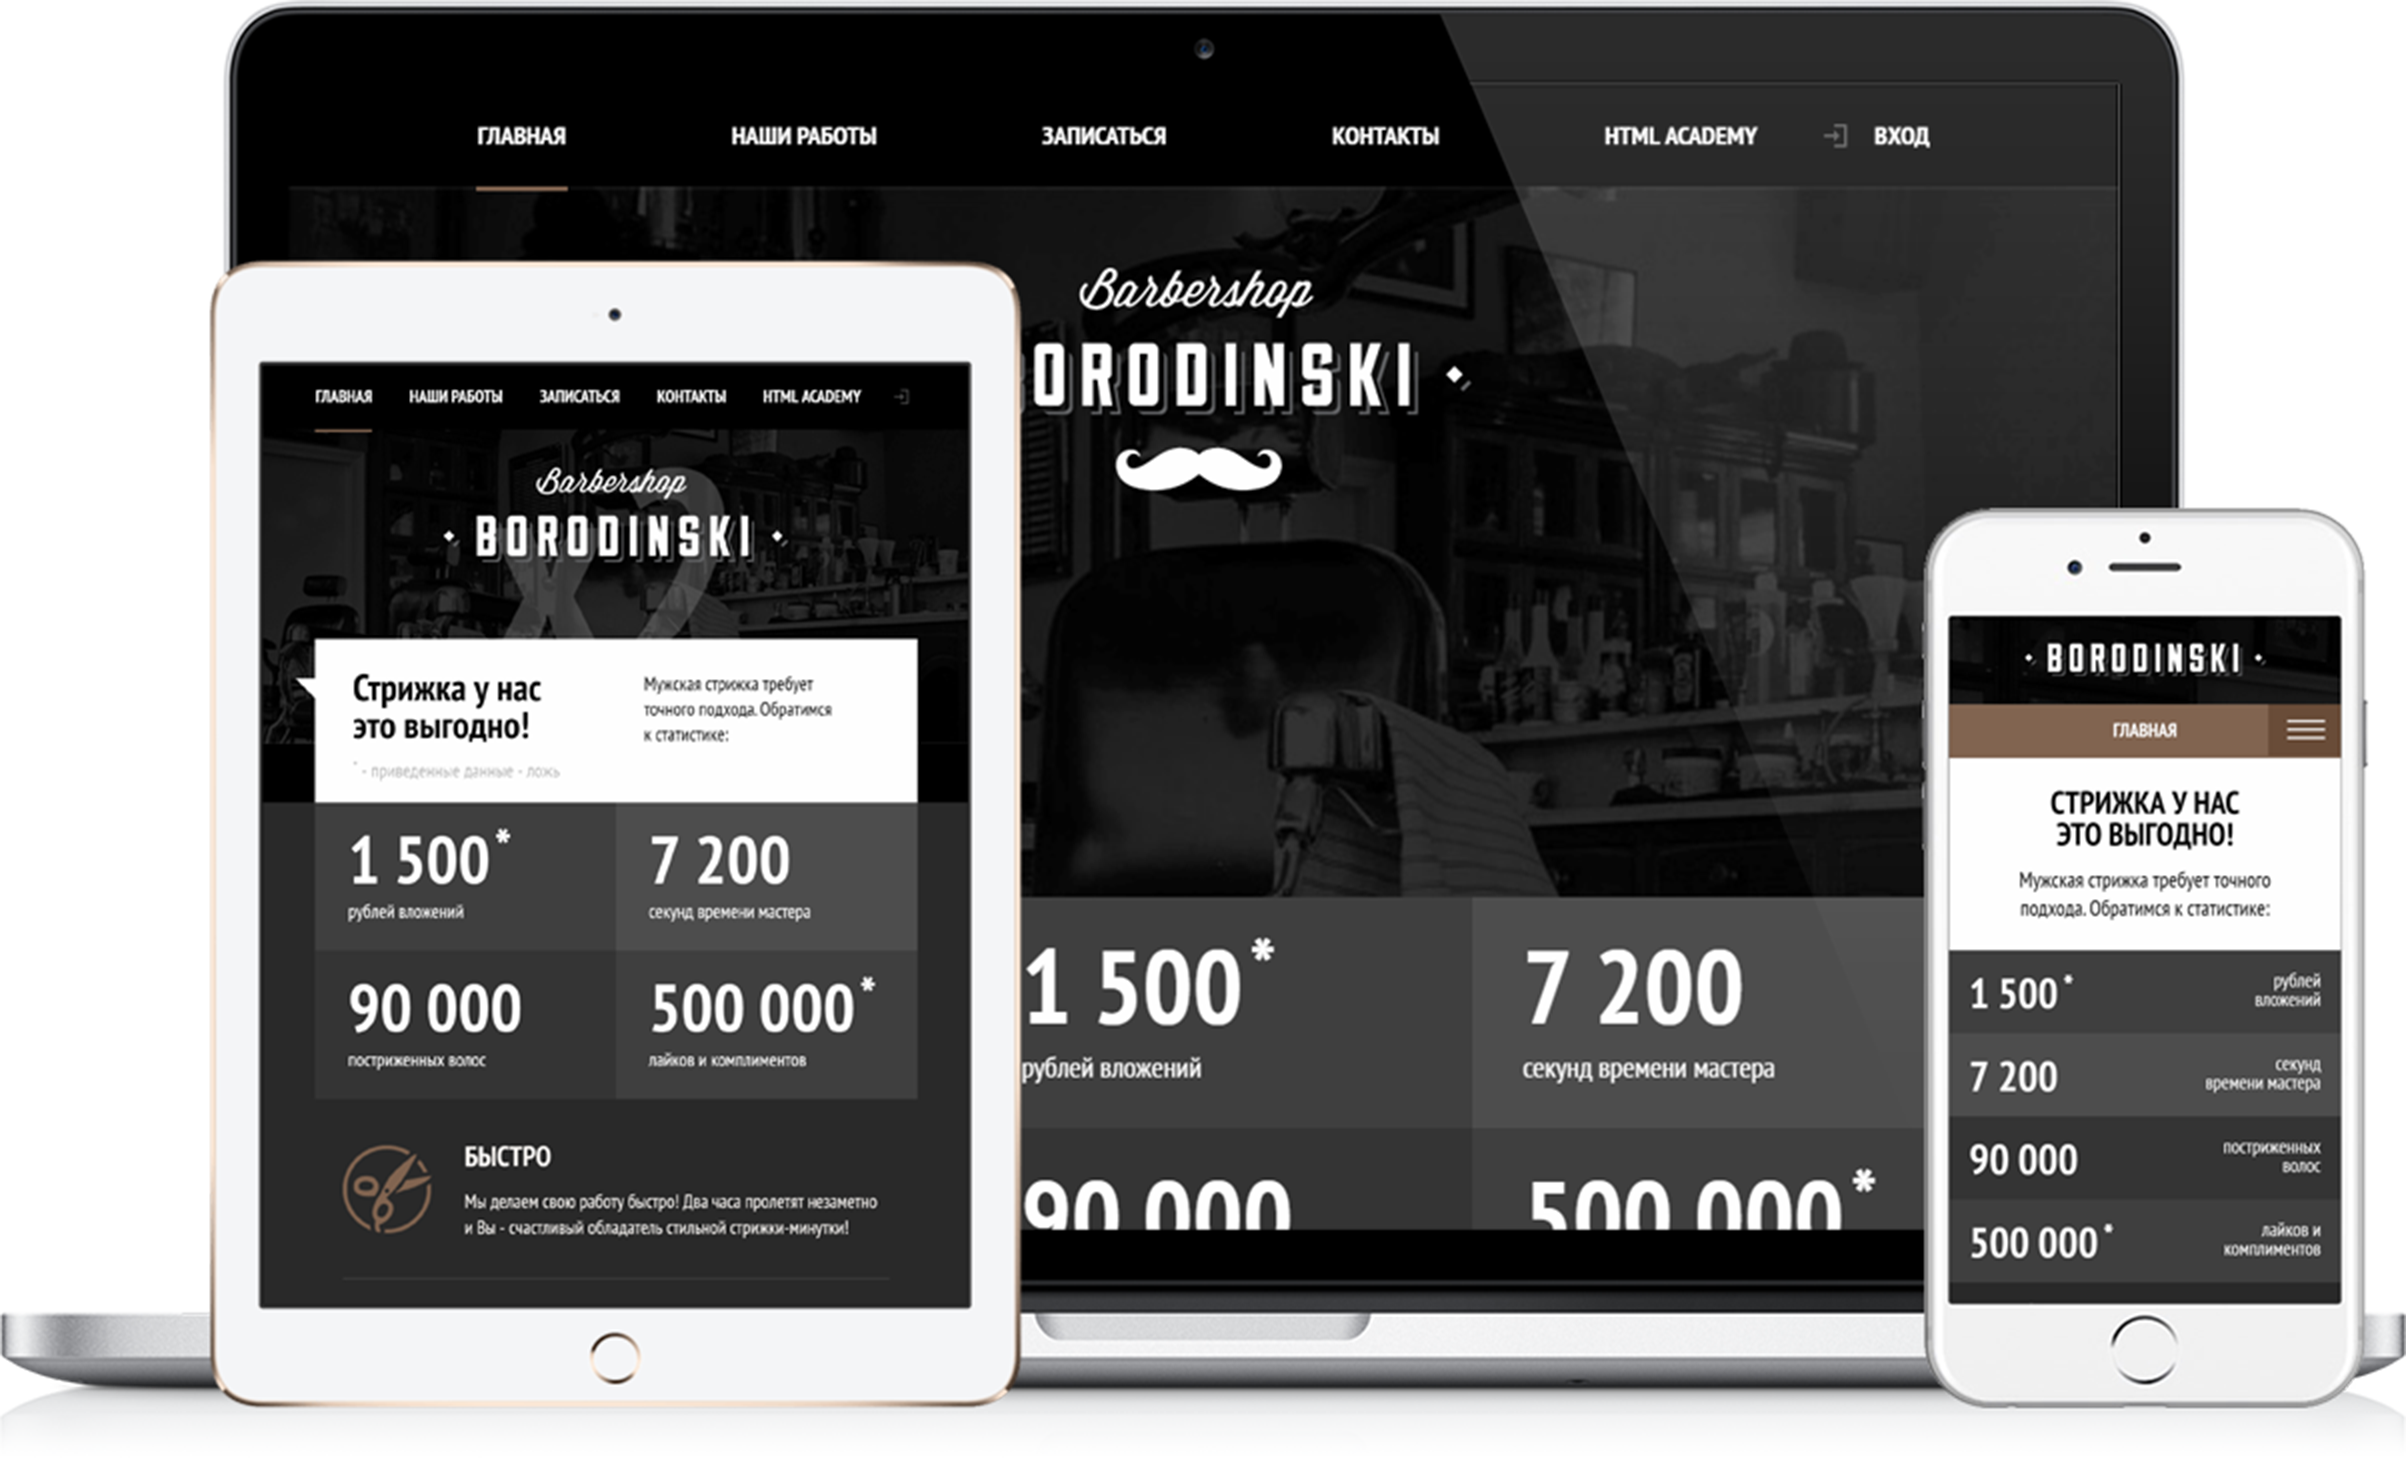 ГЛАВНАЯ НАШИ РАБОТЫ ЗАПИСАТЬСЯ КОНТАКТЫ HTML ACADEMY ВХОД
Barbershop
ORODINSKI
1 500*
рублей вложений
7 200
секунд времени мастера
90 000
500 000*
ГЛАВНАЯ НАШИ РАБОТЫ ЗАПИСАТЬСЯ КОНТАКТЫ HTML ACADEMY
Barbershop
BORODINSKI
Стрижка у нас
это выгодно!
* - приведенные данные - ложь
Мужская стрижка требует
точного подхода. Обратимся
к статистике:
1 500*
рублей вложений
7 200
секунд времени мастера
90 000
постриженных волос
500 000*
лайков и комплиментов
БЫСТРО
Мы делаем свою работу быстро! Два часа пролетят незаметно
и Вы - счастливый обладатель стильной стрижки-минутки!
BORODINSKI
ГЛАВНАЯ
СТРИЖКА У НАС
ЭТО ВЫГОДНО!
Мужская стрижка требует точного
подхода. Обратимся к статистике:
1 500*
рублей
вложений
7 200
секунд
времени мастера
90 000
постриженных
волос
500 000*
лайков и
комплиментов